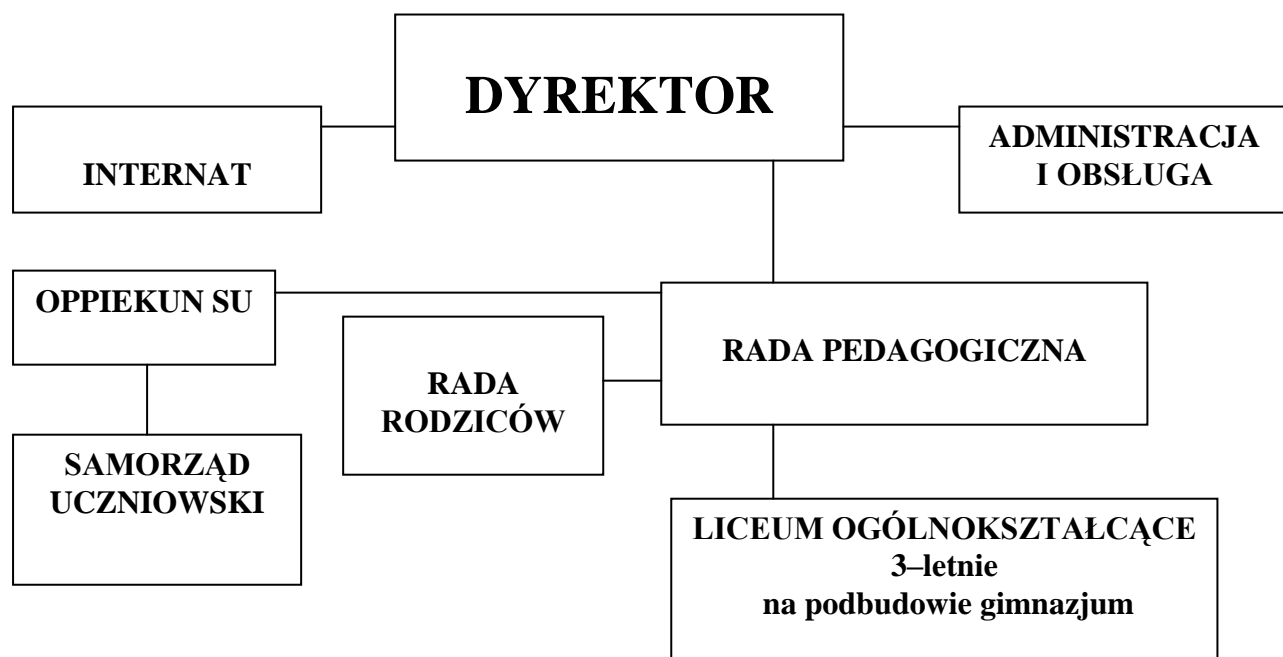 DYREKTOR
INTERNAT
ADMINISTRACJA
I OBSŁUGA
OPPIEKUN SU
RADA PEDAGOGICZNA
RADA
RODZICÓW
SAMORZĄD
UCZNIOWSKI
LICEUM OGÓLNOKSZTAŁCĄCE
3–letnie
na podbudowie gimnazjum